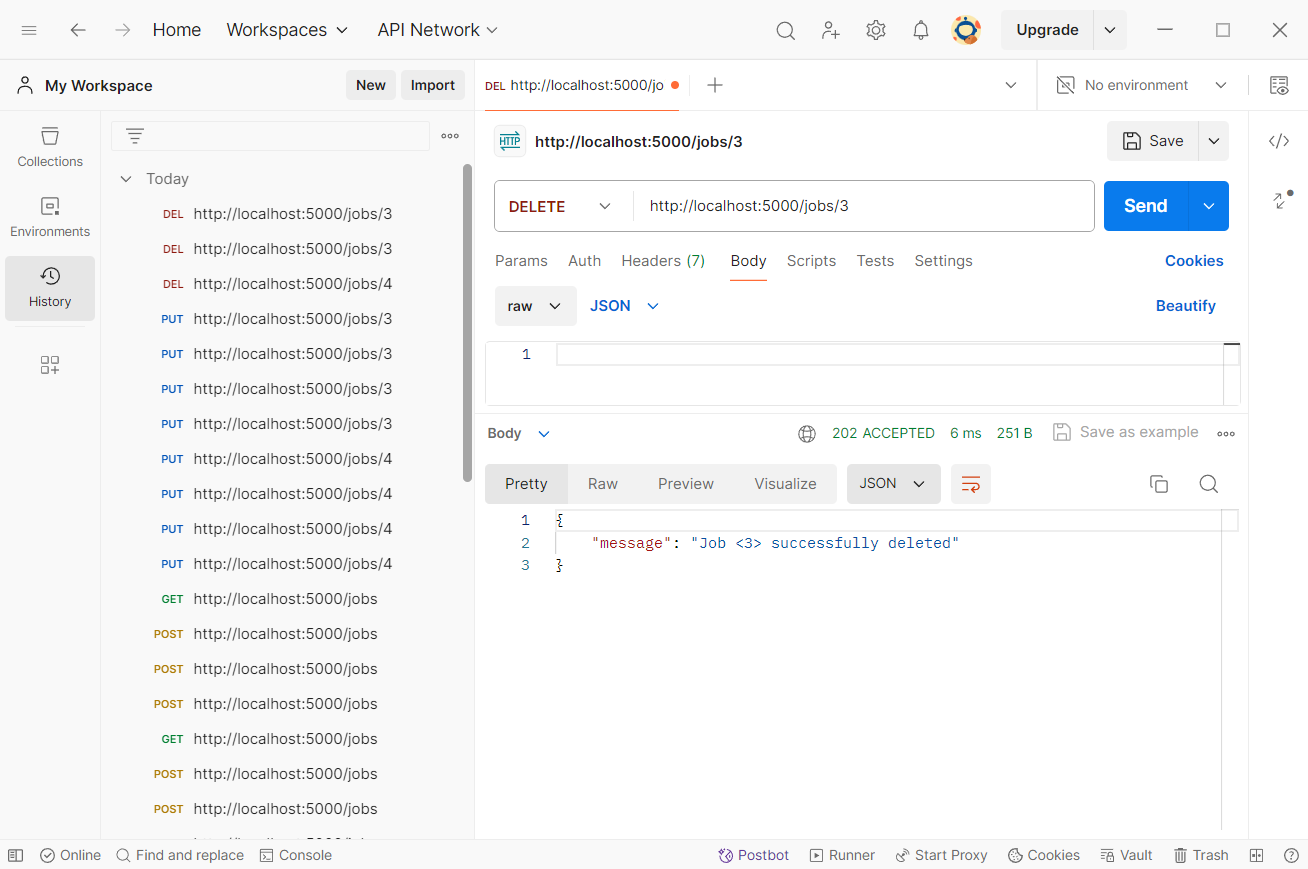 Home Workspaces API Network Upgrade
My Workspace New Import DEL http://localhost:5000/jo No environment
Collections
Environments
History
Today
DEL http://localhost:5000/jobs/3
DEL http://localhost:5000/jobs/3
DEL http://localhost:5000/jobs/4
PUT http://localhost:5000/jobs/3
PUT http://localhost:5000/jobs/3
PUT http://localhost:5000/jobs/3
PUT http://localhost:5000/jobs/3
PUT http://localhost:5000/jobs/4
PUT http://localhost:5000/jobs/4
PUT http://localhost:5000/jobs/4
PUT http://localhost:5000/jobs/4
GET http://localhost:5000/jobs
POST http://localhost:5000/jobs
POST http://localhost:5000/jobs
POST http://localhost:5000/jobs
GET http://localhost:5000/jobs
POST http://localhost:5000/jobs
POST http://localhost:5000/jobs
HTTP http://localhost:5000/jobs/3 Save
DELETE http://localhost:5000/jobs/3 Send
Params Auth Headers (7) Body Scripts Tests Settings Cookies
raw JSON Beautify
1
Body 202 ACCEPTED 6 ms 251 B Save as example
Pretty Raw Preview Visualize JSON
1 {
2 "message": "Job <3> successfully deleted"
3 }
Online Find and replace Console Postbot Runner Start Proxy Cookies Vault Trash